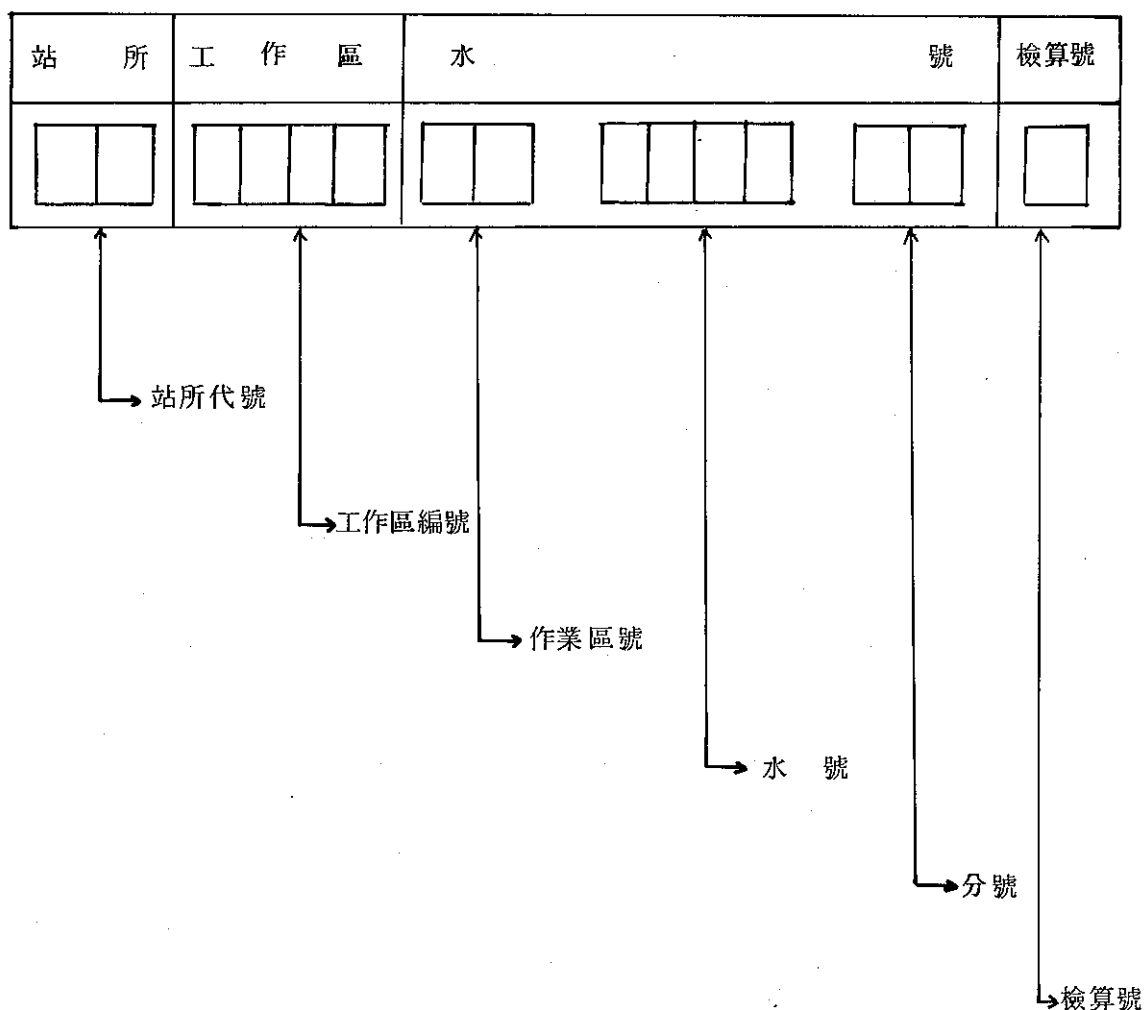 站所 工作區 水號 檢算號
站所代號
工作區編號
作業區號
水號
分號
檢算號